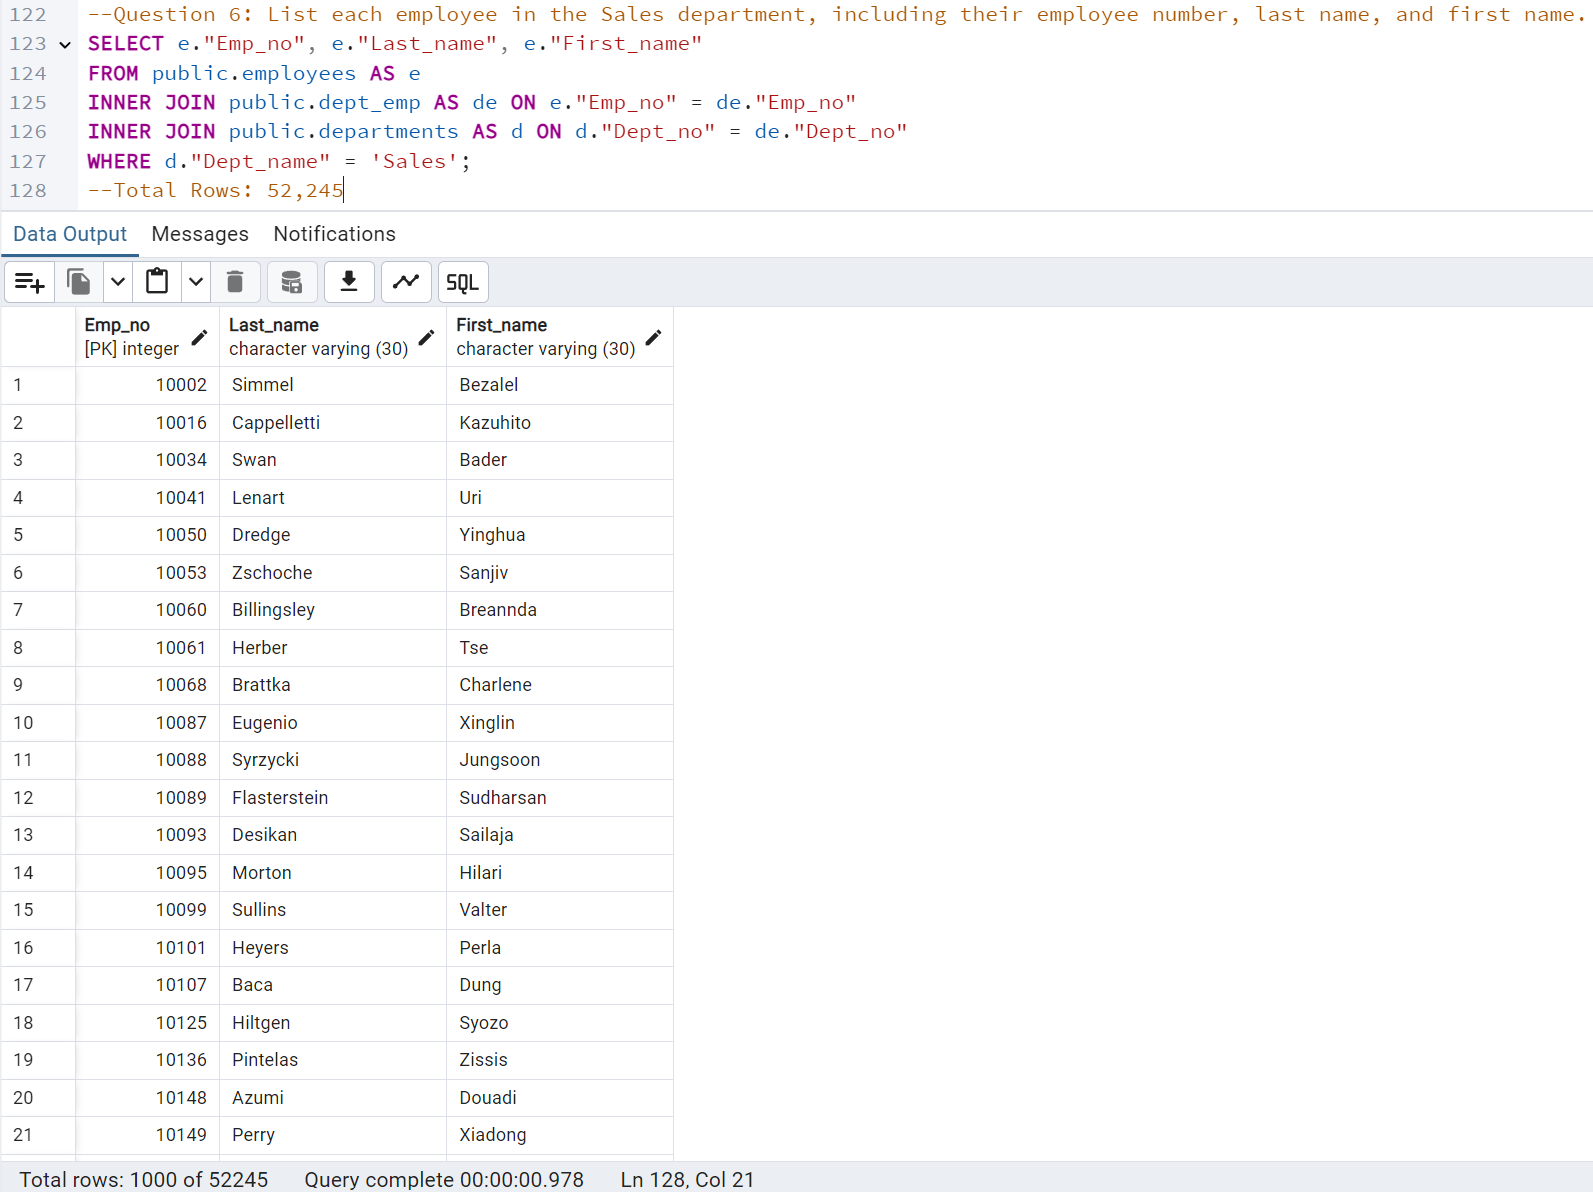 122 --Question 6: List each employee in the Sales department, including their employee number, last name, and first name.
123 SELECT e."Emp_no", e."Last_name", e."First_name"
124 FROM public.employees AS e
125 INNER JOIN public.dept_emp AS de ON e."Emp_no" = de."Emp_no"
126 INNER JOIN public.departments AS d ON d."Dept_no" = de."Dept_no"
127 WHERE d."Dept_name" = 'Sales';
128 --Total Rows: 52,245
Data Output Messages Notifications
SQL
Emp_no Last_name First_name
[PK] integer character varying (30) character varying (30)
1 10002 Simmel Bezalel
2 10016 Cappelletti Kazuhito
3 10034 Swan Bader
4 10041 Lenart Uri
5 10050 Dredge Yinghua
6 10053 Zschoche Sanjiv
7 10060 Billingsley Breannda
8 10061 Herber Tse
9 10068 Brattka Charlene
10 10087 Eugenio Xinglin
11 10088 Syrzycki Jungsoon
12 10089 Flasterstein Sudharsan
13 10093 Desikan Sailaja
14 10095 Morton Hilari
15 10099 Sullins Valter
16 10101 Heyers Perla
17 10107 Baca Dung
18 10125 Hiltgen Syozo
19 10136 Pintelas Zissis
20 10148 Azumi Douadi
21 10149 Perry Xiadong
Total rows: 1000 of 52245 Query complete 00:00:00.978 Ln 128, Col 21